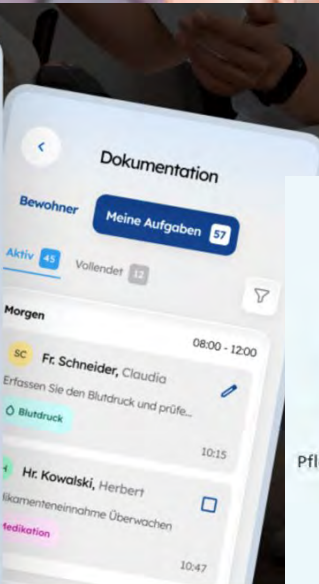 Dokumentation
Bewohner
Meine Aufgaben 57
Aktiv 45
Vollendet 12
Morgen
08:00 - 12:00
SC Fr. Schneider, Claudia
Erfassen Sie den Blutdruck und prüfe...
Blutdruck
10:15
Hr. Kowalski, Herbert
Überwachen
10:47